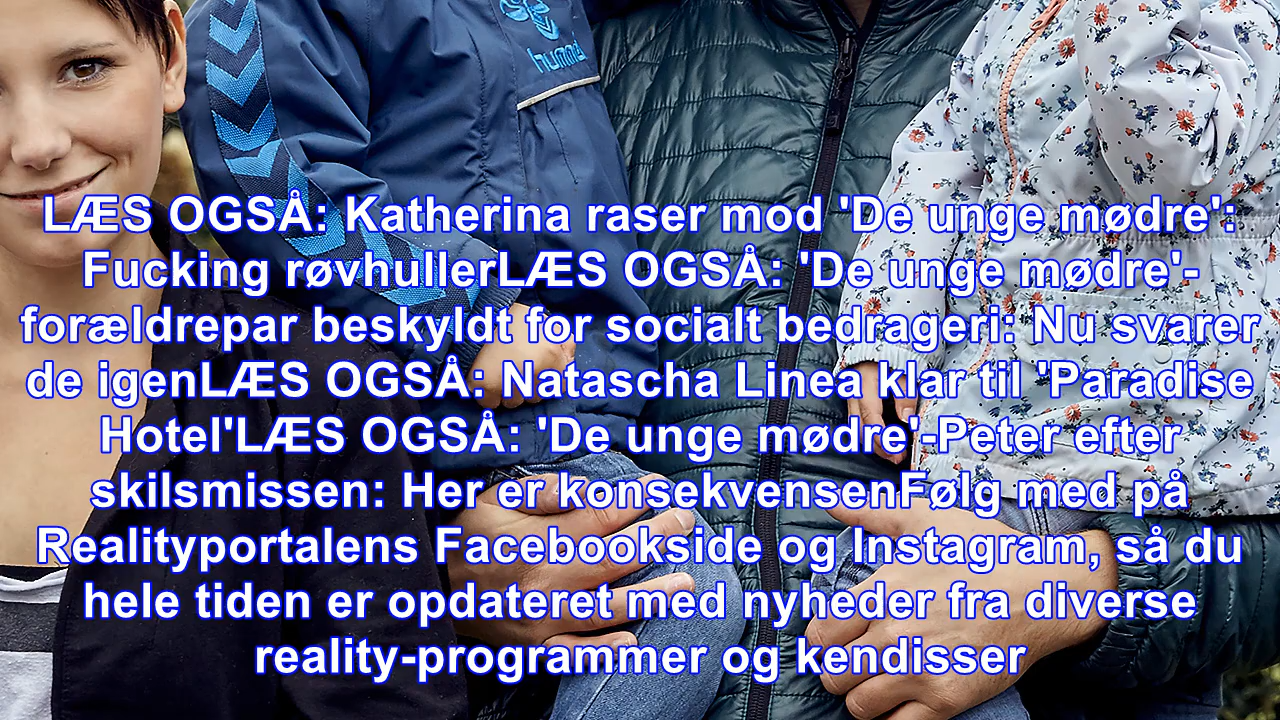 hummel
LÆS OGSÅ: Katherina raser mod 'De unge mødre':
Fucking røvhullerLÆS OGSÅ: 'De unge mødre'-
forældrepar beskyldt for socialt bedrageri: Nu svarer
de igenLÆS OGSÅ: Natascha Linea klar til 'Paradise
Hotel'LÆS OGSÅ: 'De unge mødre'-Peter efter
skilsmissen: Her er konsekvensenFølg med på
Realityportalens Facebookside og Instagram, så du
hele tiden er opdateret med nyheder fra diverse
reality-programmer og kendisser